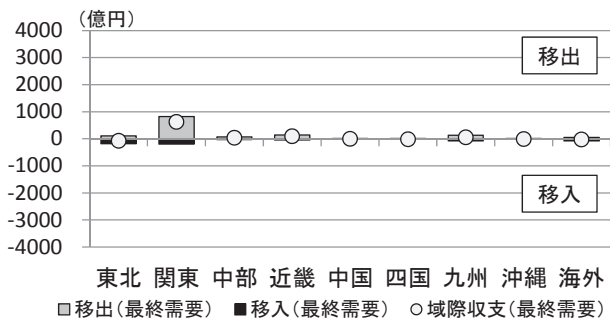 (億円)
4000
3000
2000
1000
0
-1000
-2000
-3000
-4000
移出
移入
東北 関東 中部 近畿 中国 四国 九州 沖縄 海外
移出(最終需要) 移入(最終需要) 域際収支(最終需要)